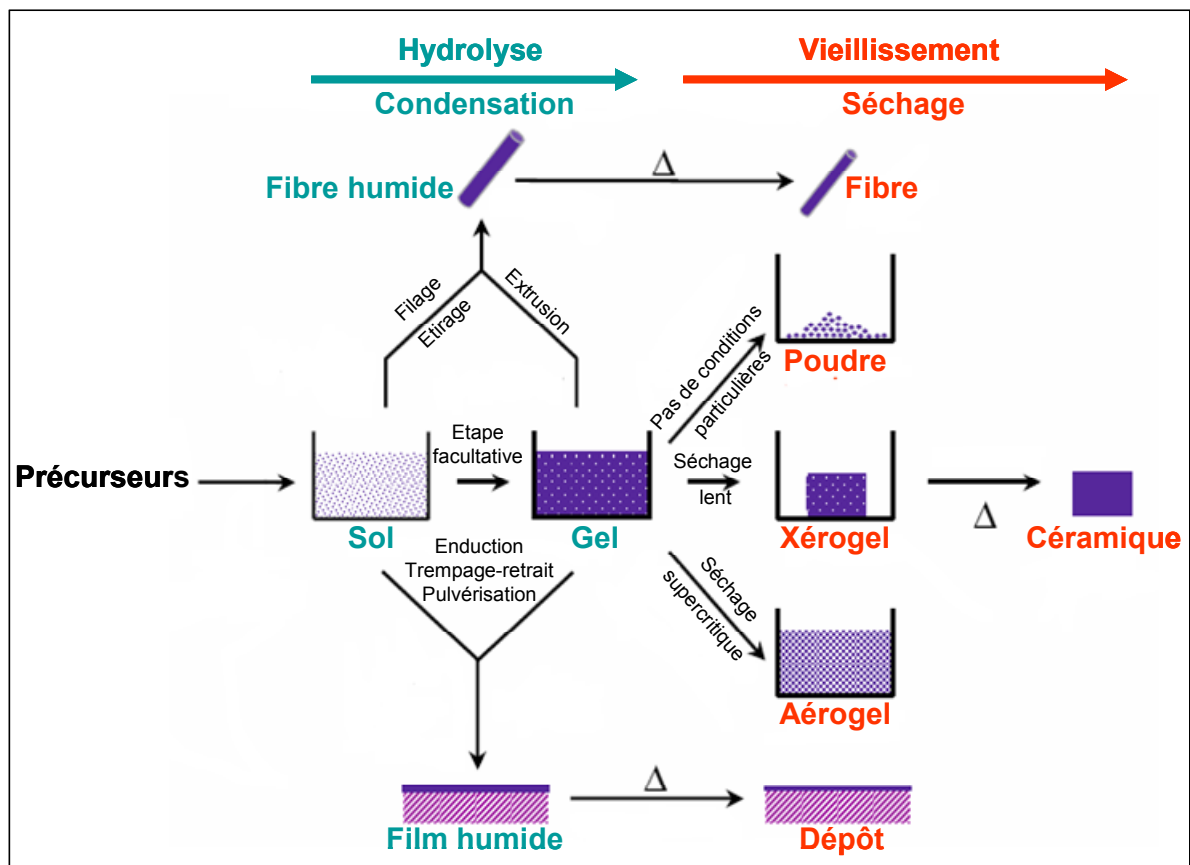 Hydrolyse
Vieillissement
Condensation
Séchage
Δ
Fibre humide
Fibre
Filage
Etirage
Extrusion
Pas de conditions
particulières
Poudre
Précurseurs
Etape
facultative
Séchage
lent
Δ
Sol
Gel
Xérogel
Céramique
Enduction
Trempage-retrait
Pulvérisation
Séchage
supercritique
Aérogel
Δ
Film humide
Dépôt